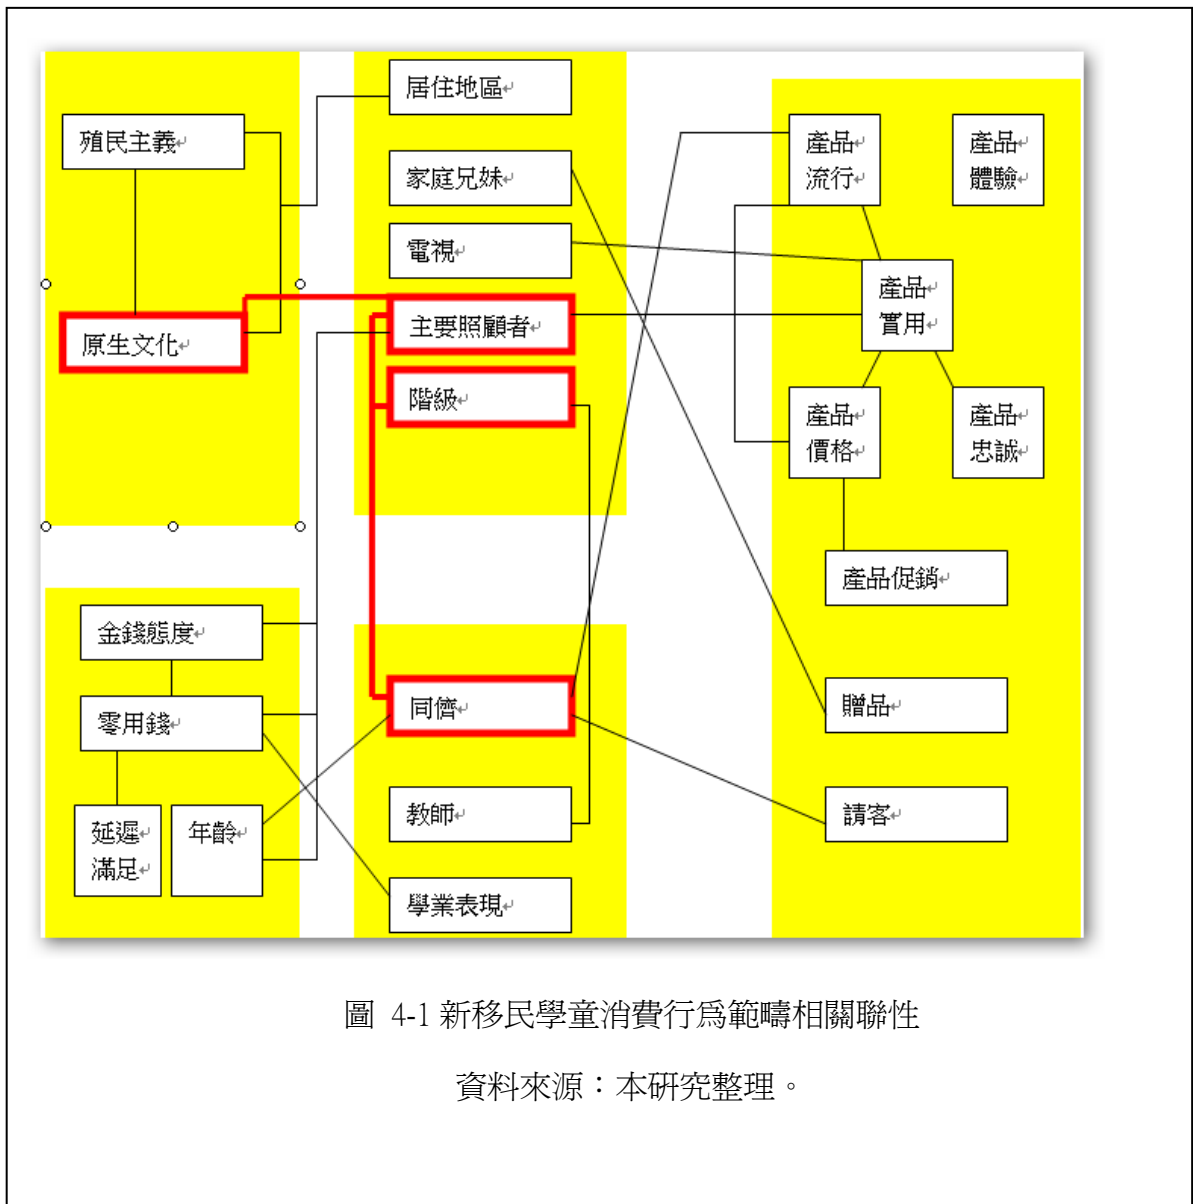 居住地區
殖民主義
家庭兄妹
電視
主要照顧者
原生文化
階級
產品
流行
產品
體驗
產品
實用
產品
價格
產品
忠誠
產品促銷
金錢態度
零用錢
延遲
滿足
年齡
同儕
教師
學業表現
贈品
請客
圖 4-1 新移民學童消費行為範疇相關聯性
資料來源：本研究整理。